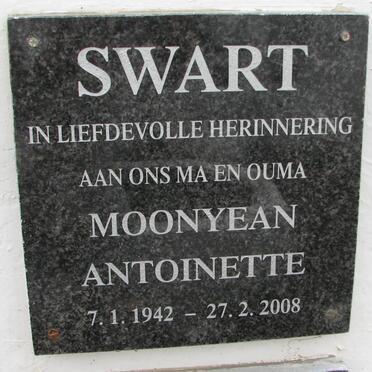 SWART
IN LIEFDEVOLLE HERINNERING
AAN ONS MA EN OUMA
MOONYEAN
ANTOINETTE
7. 1. 1942 – 27. 2. 2008